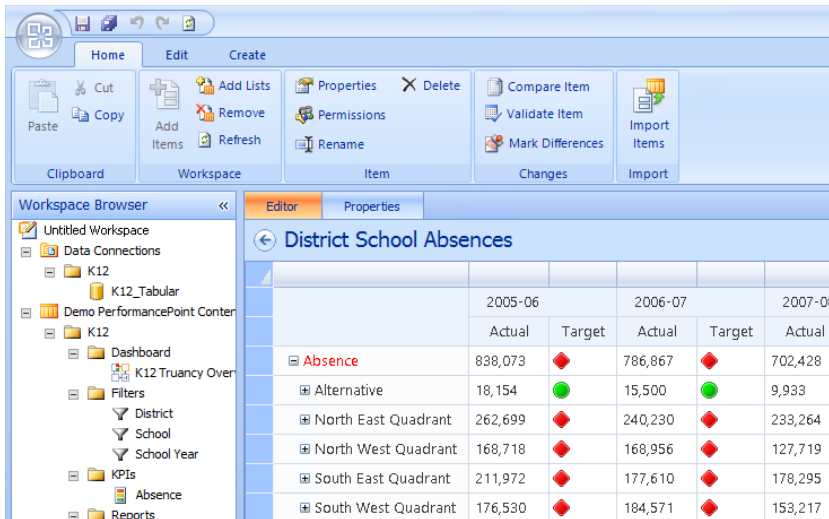 Home Edit Create
Cut Add Lists Properties Delete Compare Item
Copy Remove Permissions Validate Item
Paste Add Items Refresh Rename Mark Differences Import Items
Clipboard Workspace Item Changes Import
Workspace Browser « Editor Properties
Untitled Workspace
District School Absences
Data Connections
K12
K12_Tabular
2005-06 2006-07
Demo PerformancePoint
Actual Target Actual Target Actual
K12
Dashboard
Absence 838,073 786,867 702,428
K12 Truancy
Alternative 18,154 15,500 9,933
Filters
District
North East Quadrant 262,699 240,230 233,264
School
North West Quadrant 168,718 168,956 127,719
School Year
KPIs
South East Quadrant 211,972 177,610 178,295
Absence
South West Quadrant 176,530 184,571 153,217
Reports